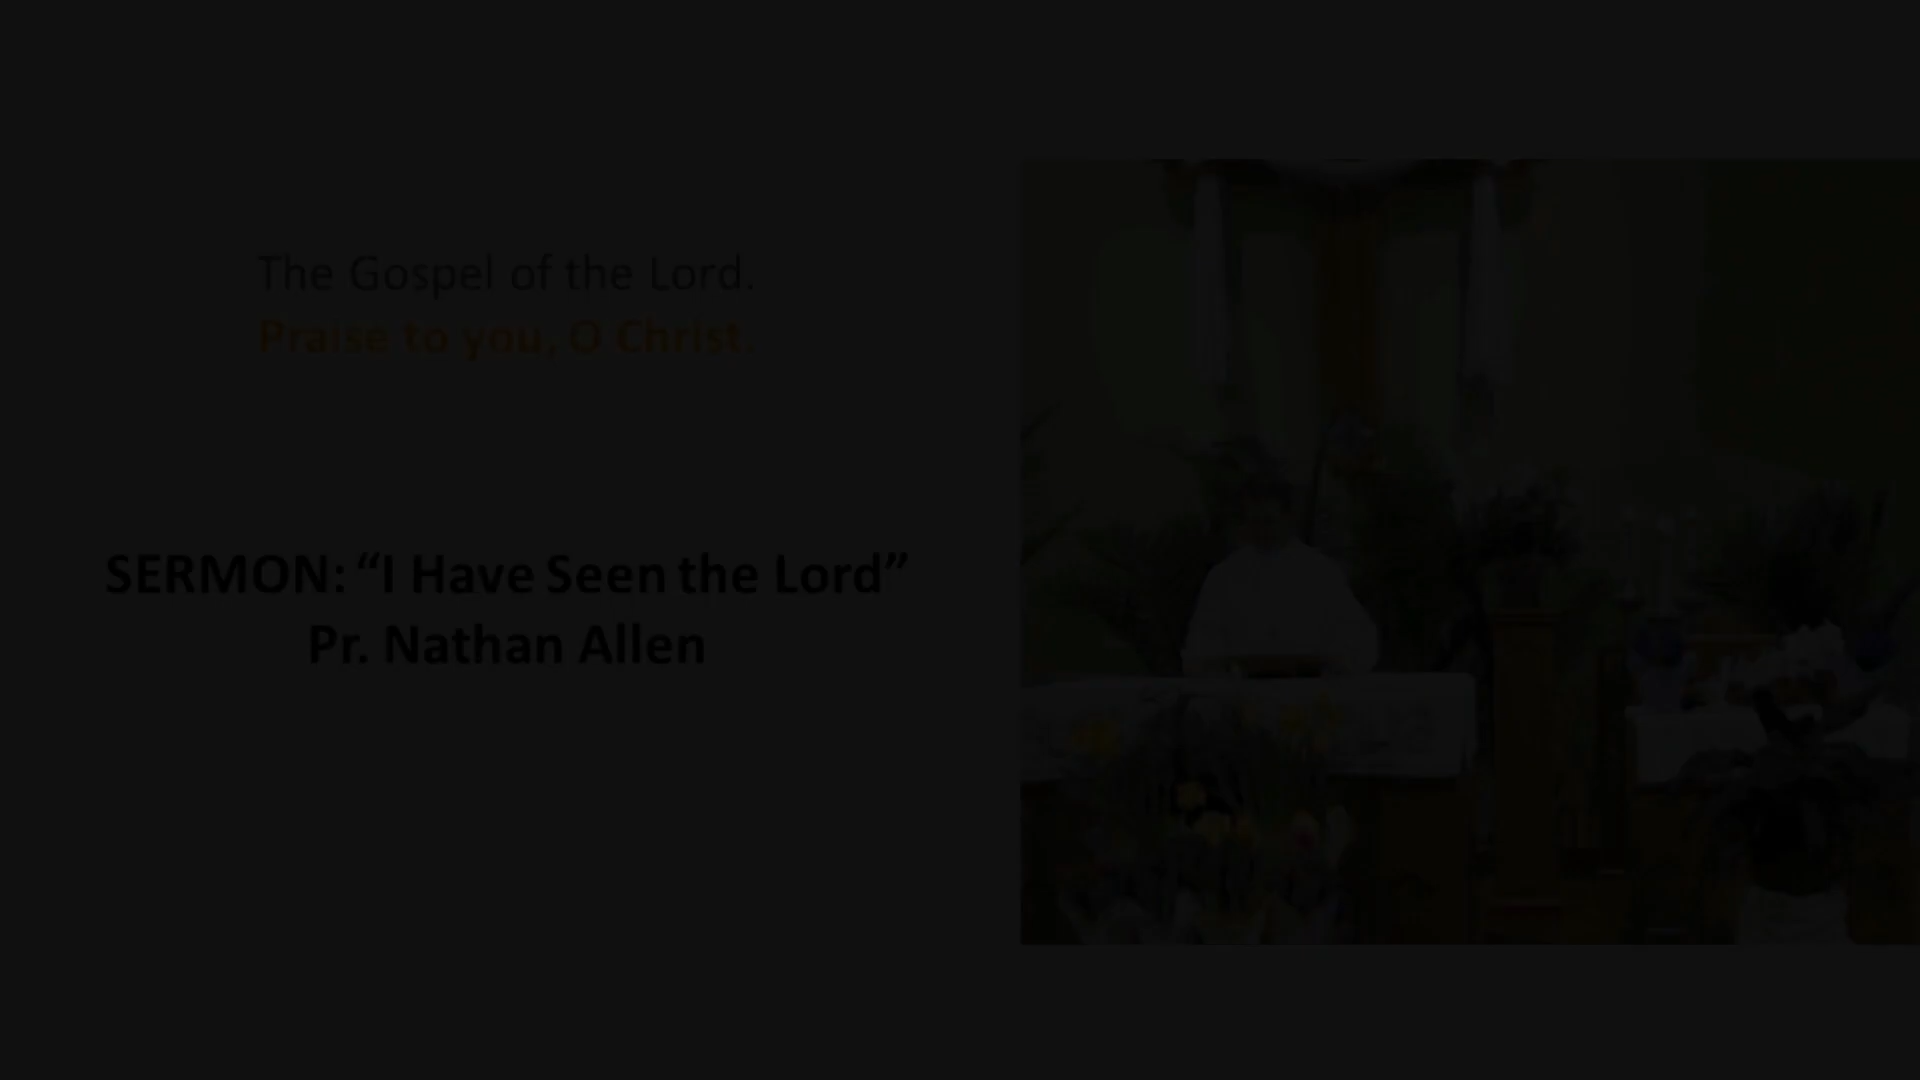 The Gospel of the Lord.
Praise to you, O Christ.
SERMON: “I Have Seen the Lord”
Pr. Nathan Allen